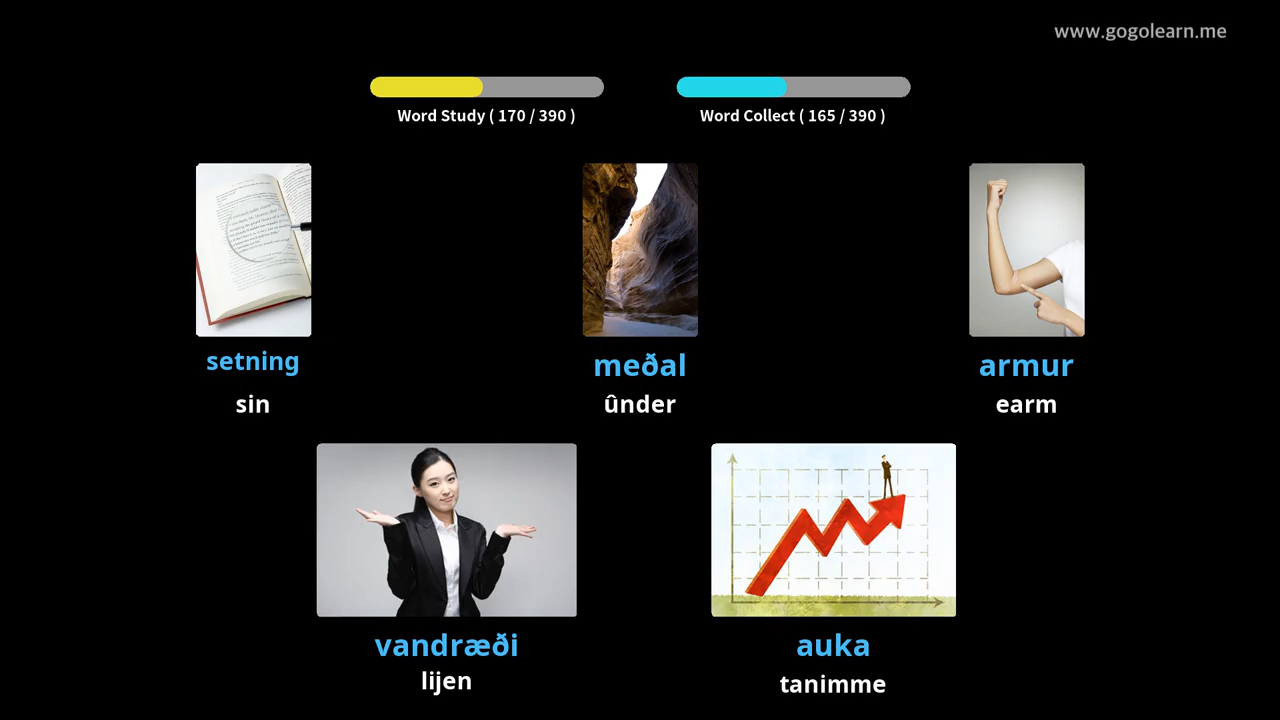 www.gogolearn.me
Word Study ( 170 / 390 )
Word Collect ( 165 / 390 )
setning
sin
meðal
ûnder
armur
earm
vandræði
lijen
auka
tanimme